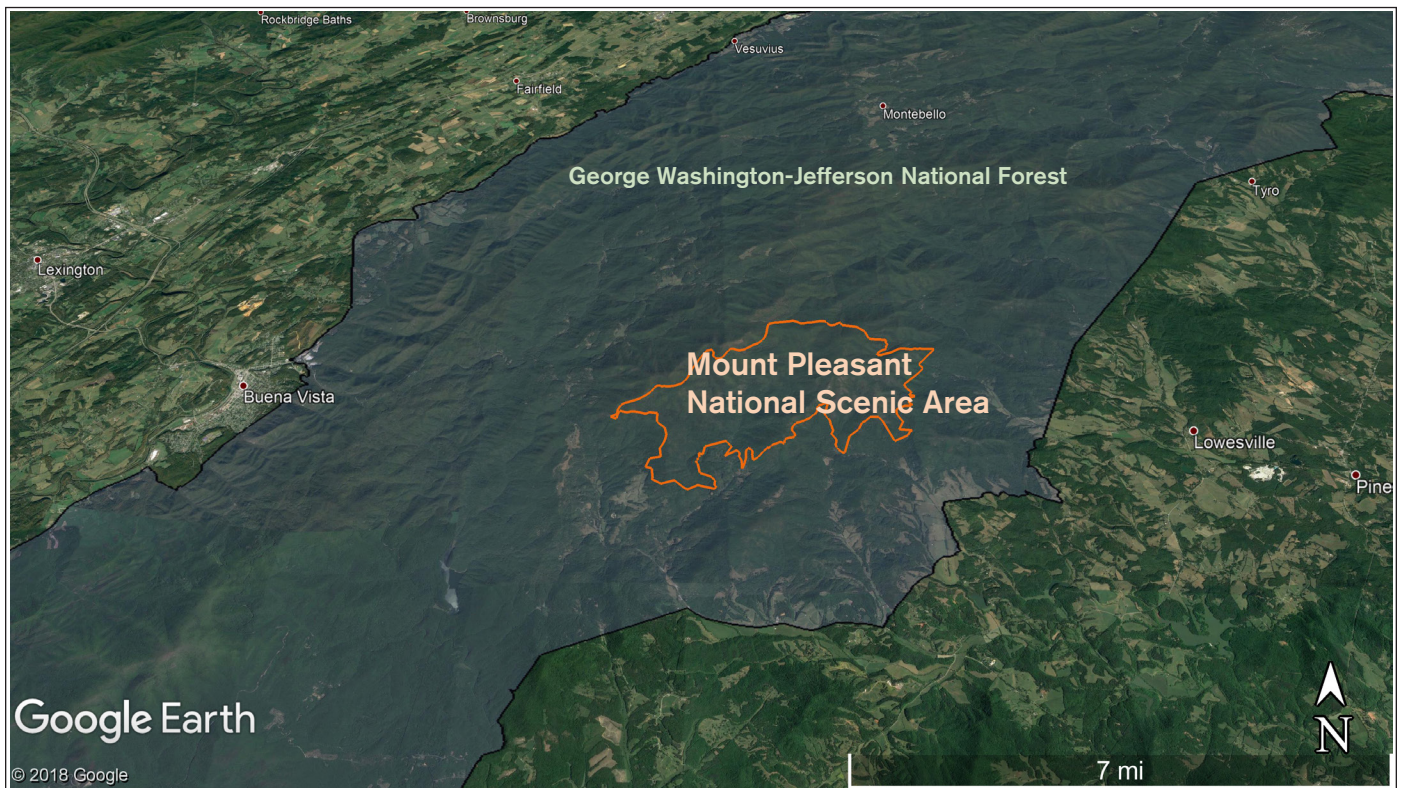 Rockbridge Baths
Brownsburg
Vesuvius
Fairfield
Montebello
George Washington-Jefferson National Forest
Tyro
Lexington
Mount Pleasant
National Scenic Area
Buena Vista
Lowesville
Pine
N
Google Earth
© 2018 Google
7 mi